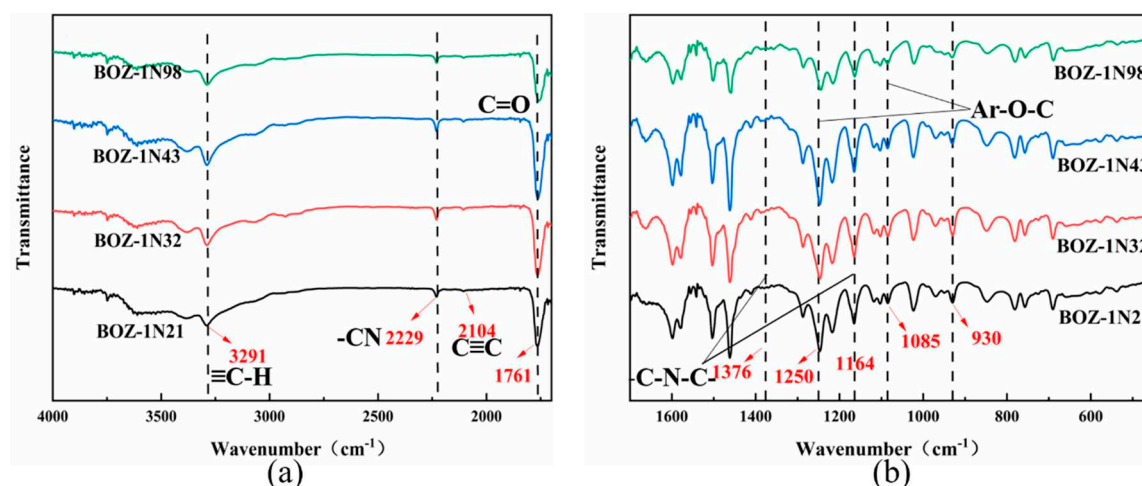 Transmittance
BOZ-1N98
BOZ-1N43
BOZ-1N32
BOZ-1N21
C=O
-CN
2229
2104
C≡C
1761
3291
≡C-H
4000
3500
3000
2500
2000
Wavenumber (cm⁻¹)
(a)
Transmittance
BOZ-1N98
Ar-O-C
BOZ-1N43
BOZ-1N32
BOZ-1N2
-C-N-C-
1376
1250
1164
1085
930
1600
1400
1200
1000
800
600
Wavenumber (cm⁻¹)
(b)